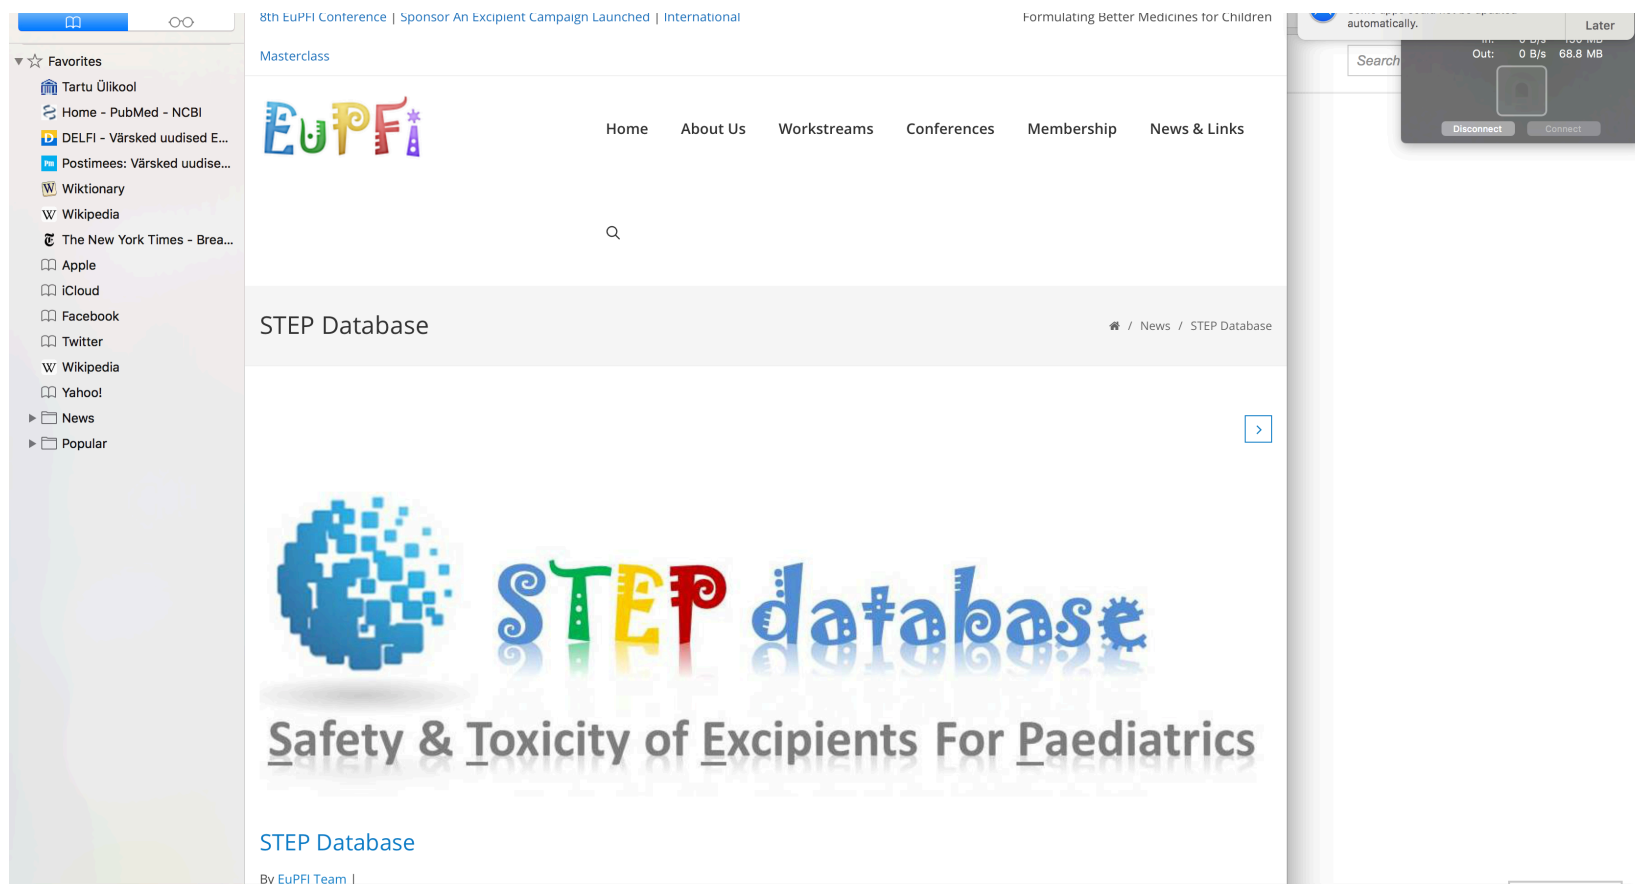 8th EuPFI Conference | Sponsor An Excipient Campaign Launched | International
Masterclass
Formulating Better Medicines for Children
automatically.
Later
In: 0 B/s
Out: 0 B/s 68.8 MB
Search
Disconnect
Connect
Favorites
Tartu Ülikool
Home - PubMed - NCBI
DELFI - Värsked uudised E...
Postimees: Värsked uudise...
Wiktionary
Wikipedia
The New York Times - Brea...
Apple
iCloud
Facebook
Twitter
Wikipedia
Yahoo!
News
Popular
EuPFi
Home About Us Workstreams Conferences Membership News & Links
STEP Database
/ News / STEP Database
STEP database
Safety & Toxicity of Excipients For Paediatrics
STEP Database
By EuPFI Team |